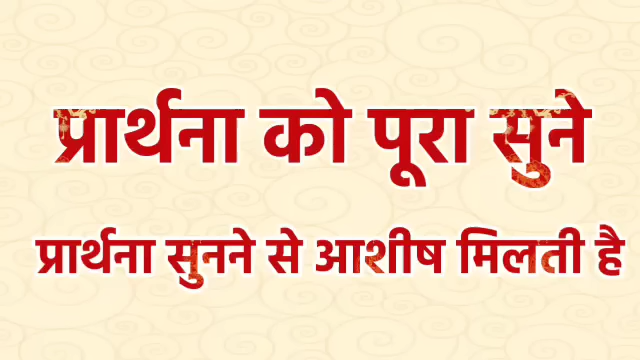 प्रार्थना को पूरा सुने
प्रार्थना सुनने से आशीष मिलती है